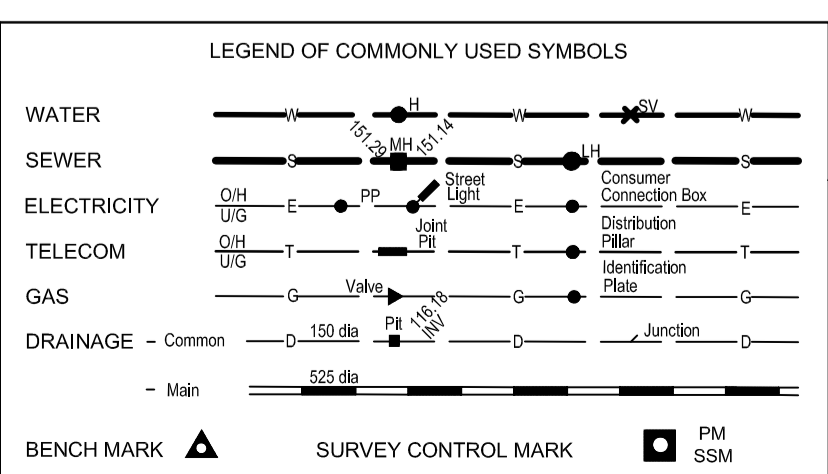 LEGEND OF COMMONLY USED SYMBOLS
WATER W H W SV W
SEWER S 151.29 MH 151.14 S LH S
ELECTRICITY O/H U/G E PP Street Light E Consumer Connection Box E
TELECOM O/H U/G T Joint Pit T Distribution Pillar T
GAS G Valve G Identification Plate G
DRAINAGE - Common D 150 dia Pit 116.18 INV D Junction D
- Main 525 dia
BENCH MARK SURVEY CONTROL MARK PM SSM